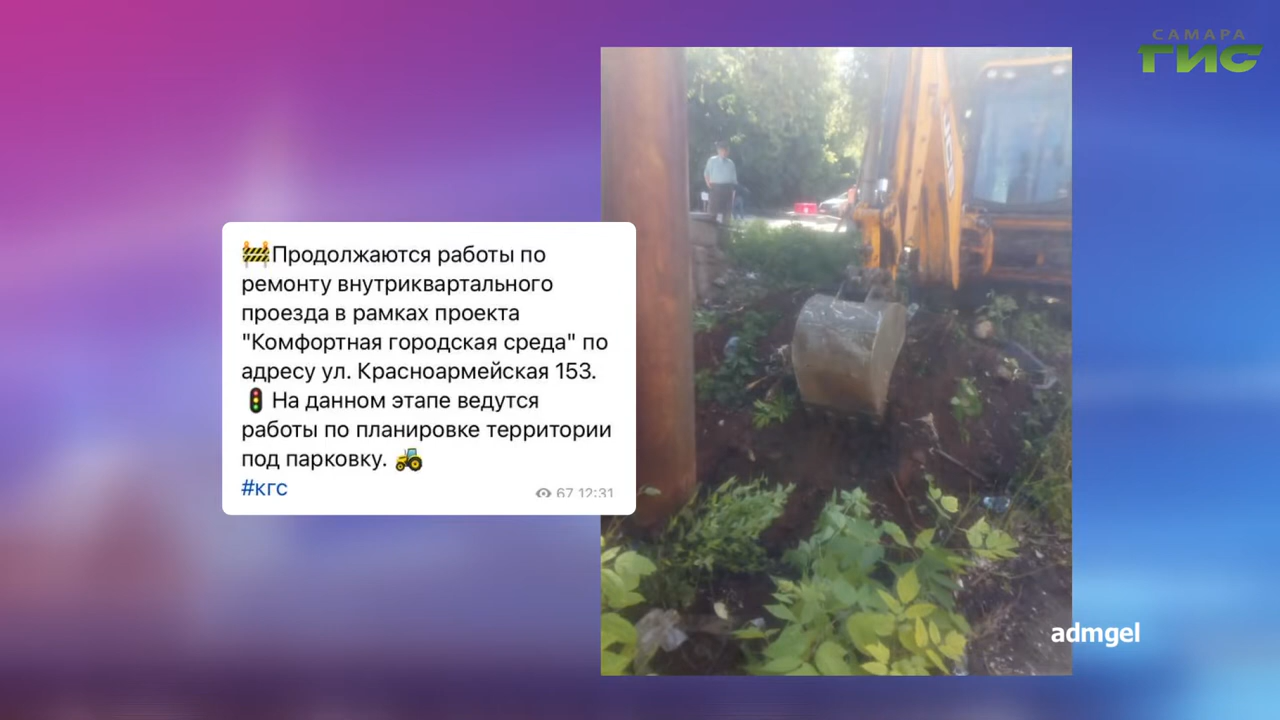 САМАРА
ГИС
🚧Продолжаются работы по
ремонту внутриквартального
проезда в рамках проекта
"Комфортная городская среда" по
адресу ул. Красноармейская 153.
🚦На данном этапе ведутся
работы по планировке территории
под парковку. 🚜
#кгс
67 12:31
JCB
admgel